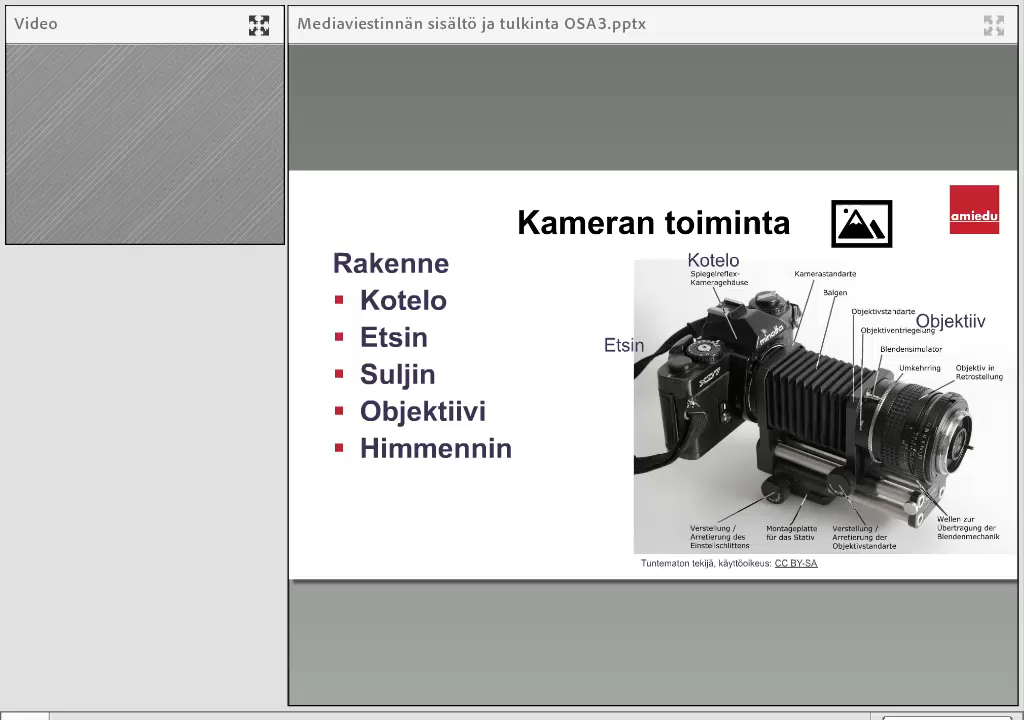 Video
Mediaviestinnän sisältö ja tulkinta OSA3.pptx
Kameran toiminta
amiedu
Rakenne
Kotelo
Etsin
Suljin
Objektiivi
Himmennin
Kotelo
Spiegelreflex-
Kameragehäuse
Kamerastandarte
Balgen
Objektivstandarte
Objektiiv
Objektiventriegelung
Etsin
Blendensimulator
Umkehrring
Objektiv in
Retrostellung
minolta
Verstellung /
Arretierung des
Einstellschlittens
Montageplatte
für das Stativ
Verstellung /
Arretierung der
Objektivstandarte
Wellen zur
Übertragung der
Blendenmechanik
Tuntematon tekijä, käyttöoikeus: CC BY-SA